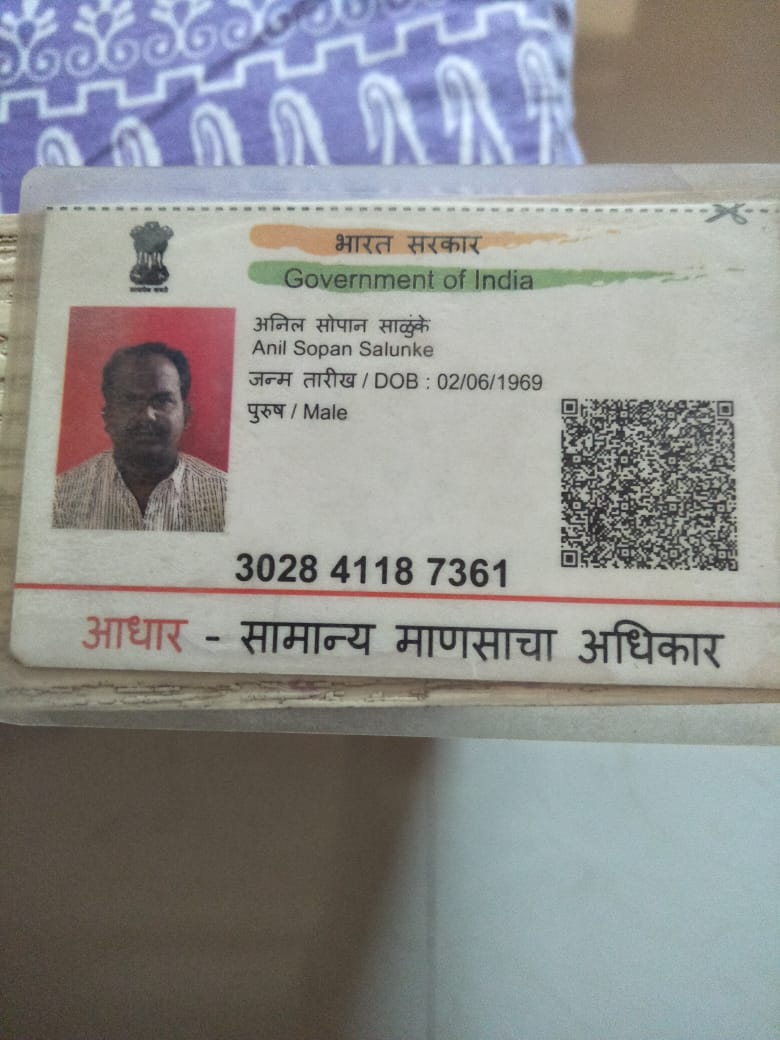 भारत सरकार
Government of India
अनिल सोपान साळुंके
Anil Sopan Salunke
जन्म तारीख / DOB : 02/06/1969
पुरुष / Male
3028 4118 7361
आधार - सामान्य माणसाचा अधिकार